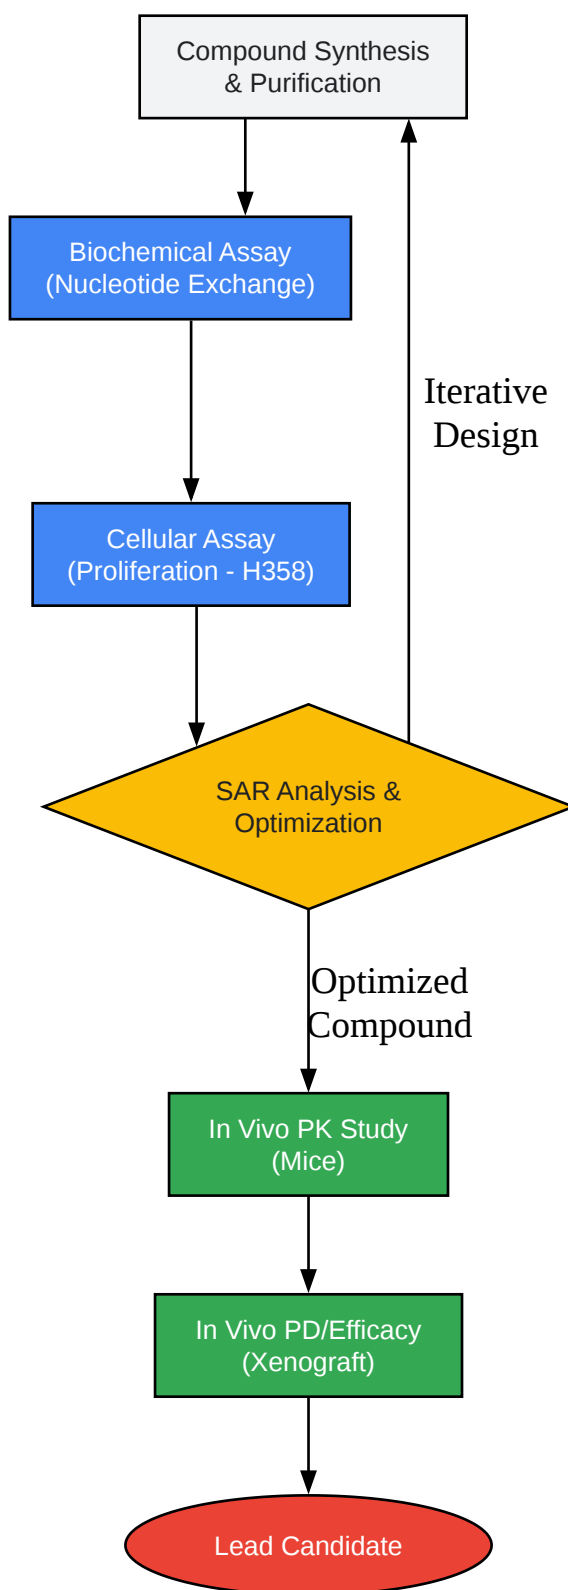 Compound Synthesis
& Purification
Biochemical Assay
(Nucleotide Exchange)
Iterative
Design
Cellular Assay
(Proliferation - H358)
SAR Analysis &
Optimization
Optimized
Compound
In Vivo PK Study
(Mice)
In Vivo PD/Efficacy
(Xenograft)
Lead Candidate